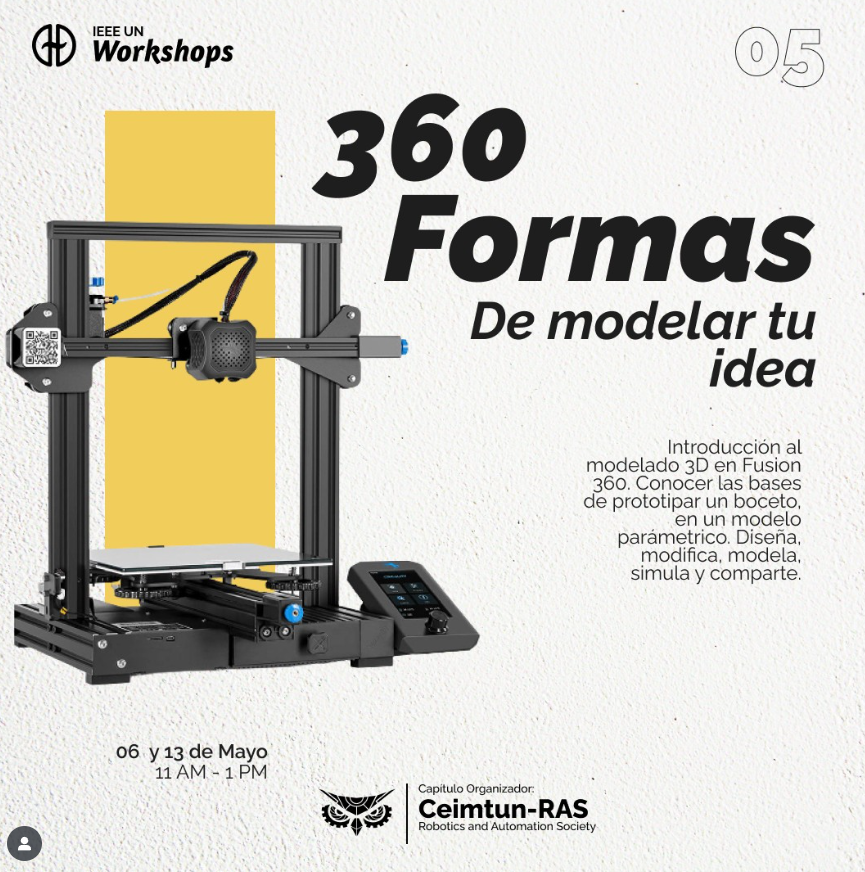 IEEE UN
Workshops
05
360
Formas
De modelar tu
idea
Introducción al
modelado 3D en Fusion
360. Conocer las bases
de prototipar un boceto,
en un modelo
parámetrico. Diseña,
modifica, modela,
simula y comparte.
06 y 13 de Mayo
11 AM - 1 PM
Capítulo Organizador:
Ceimtun-RAS
Robotics and Automation Society